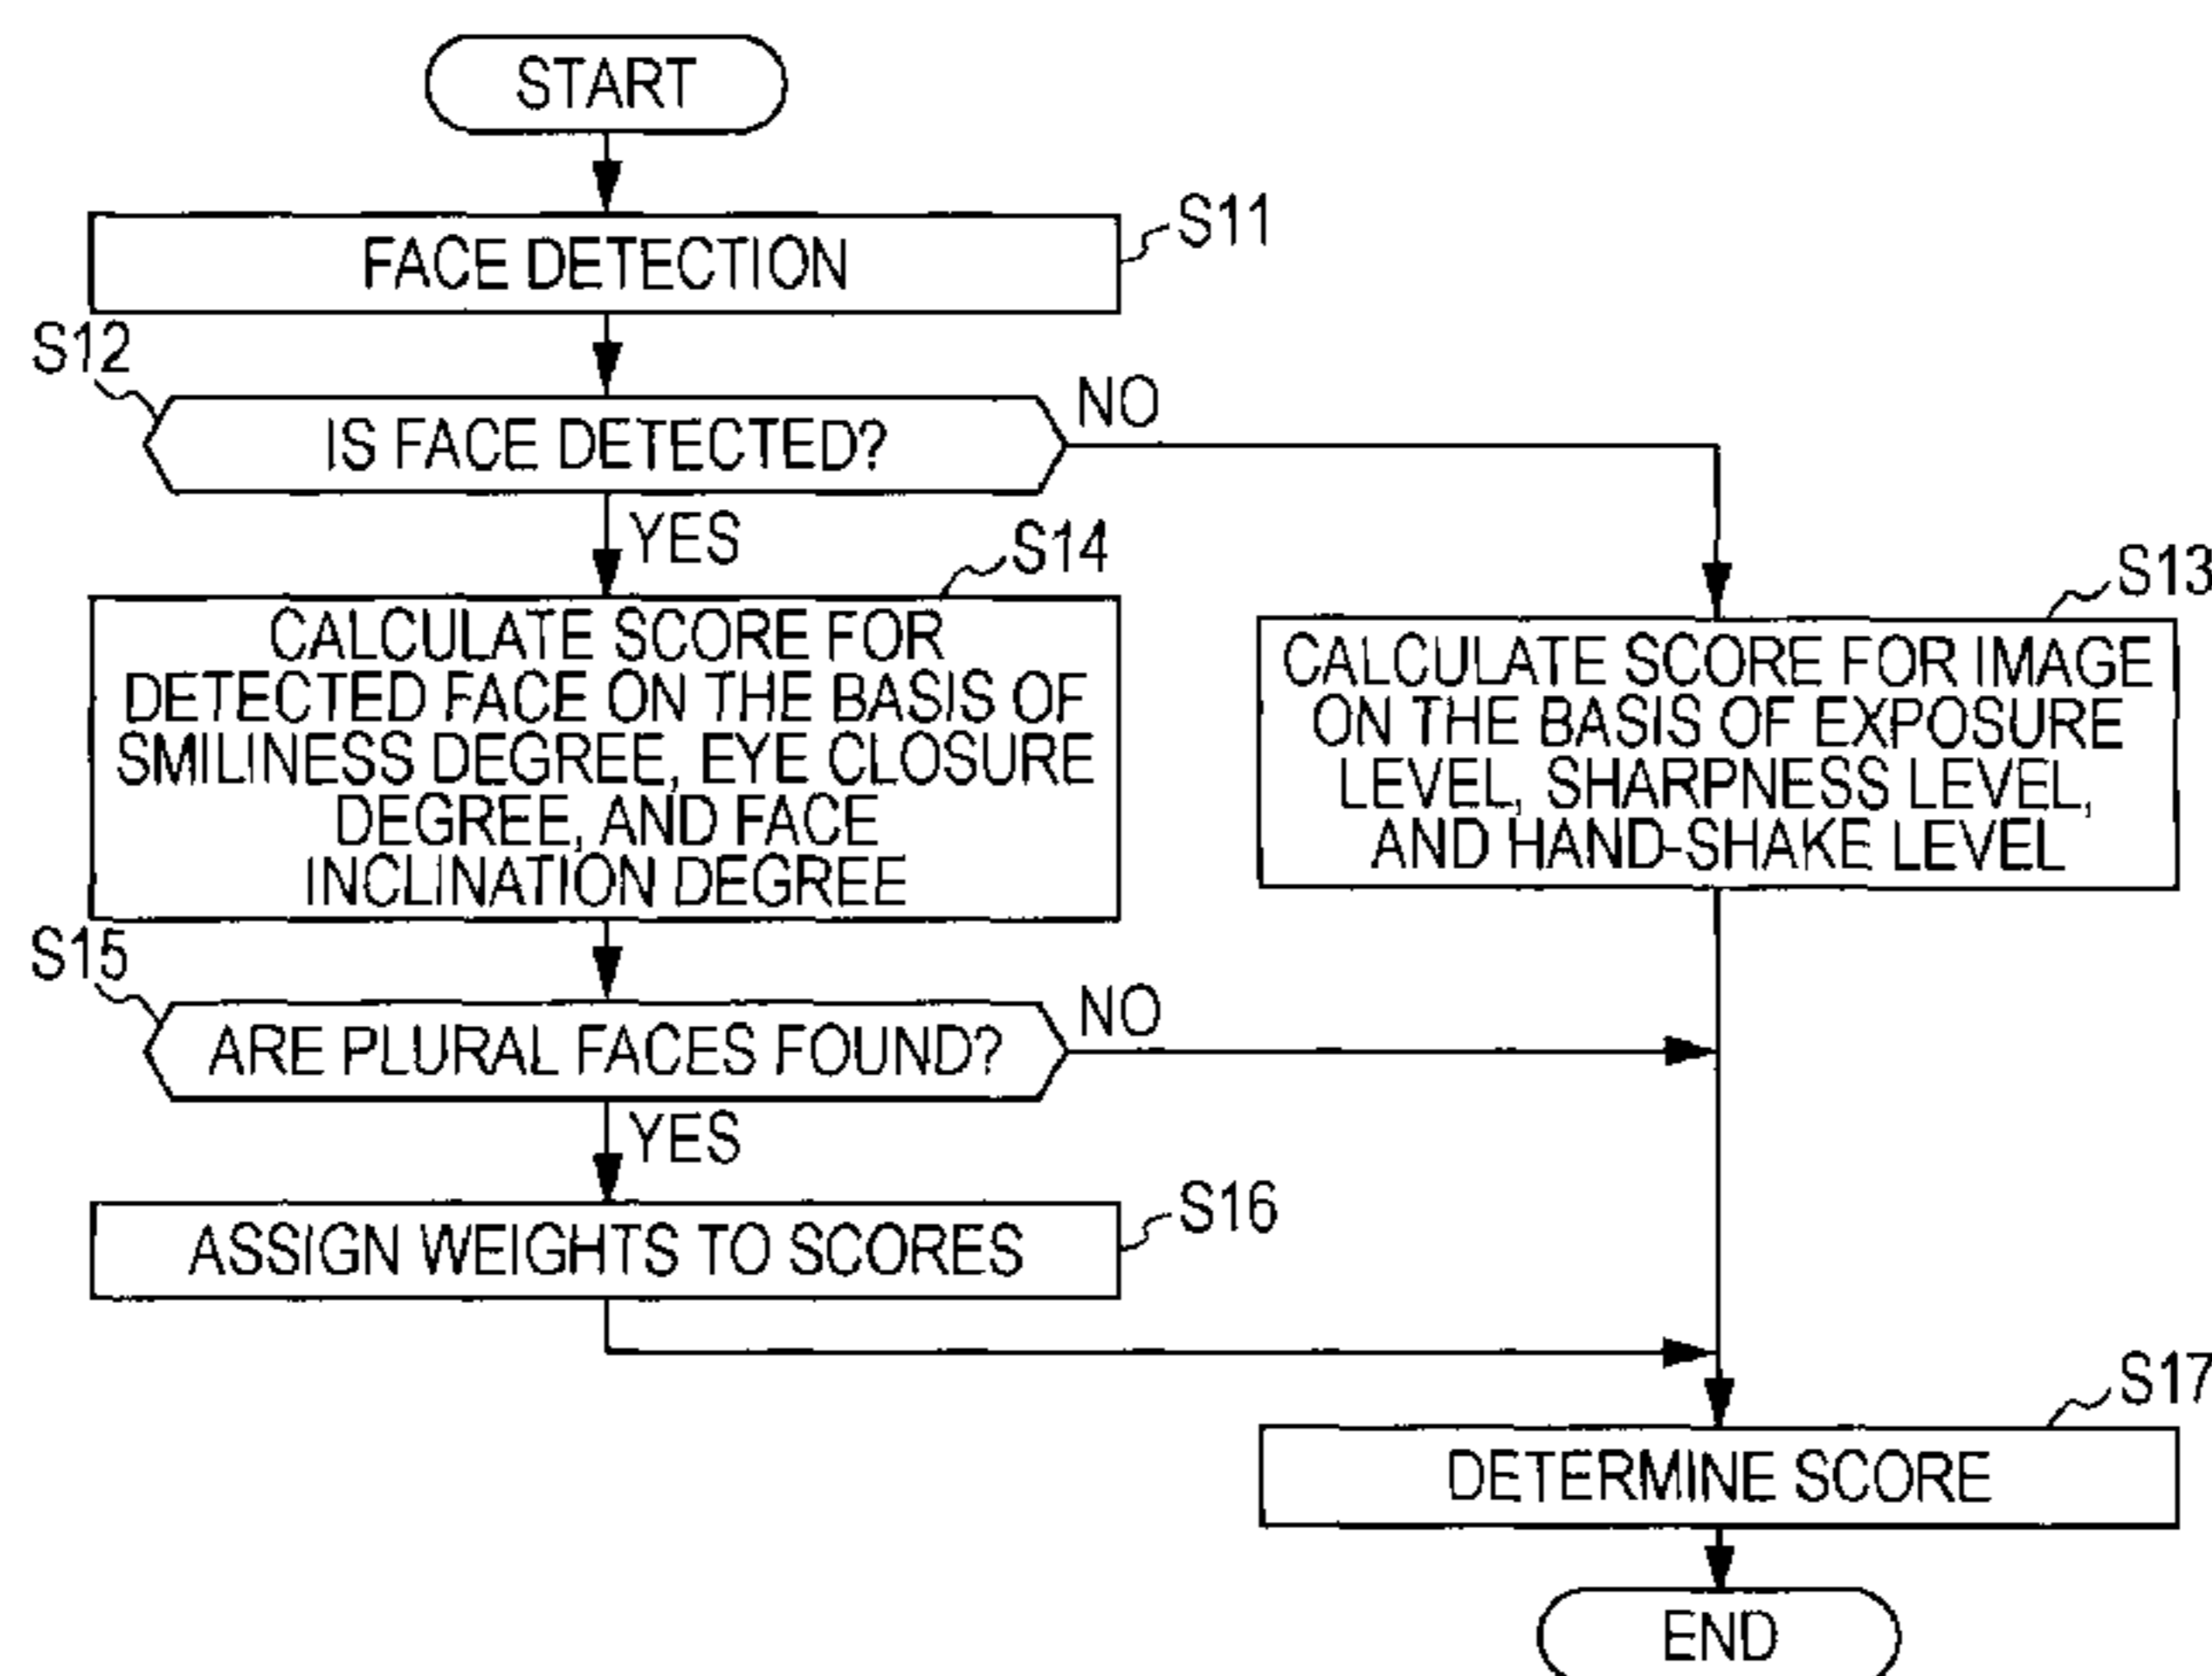 START
FACE DETECTION
S11
S12
IS FACE DETECTED?
NO
YES
S14
CALCULATE SCORE FOR
DETECTED FACE ON THE BASIS OF
SMILINESS DEGREE, EYE CLOSURE
DEGREE, AND FACE
INCLINATION DEGREE
S13
CALCULATE SCORE FOR IMAGE
ON THE BASIS OF EXPOSURE
LEVEL, SHARPNESS LEVEL,
AND HAND-SHAKE LEVEL
S15
ARE PLURAL FACES FOUND?
NO
YES
S16
ASSIGN WEIGHTS TO SCORES
S17
DETERMINE SCORE
END